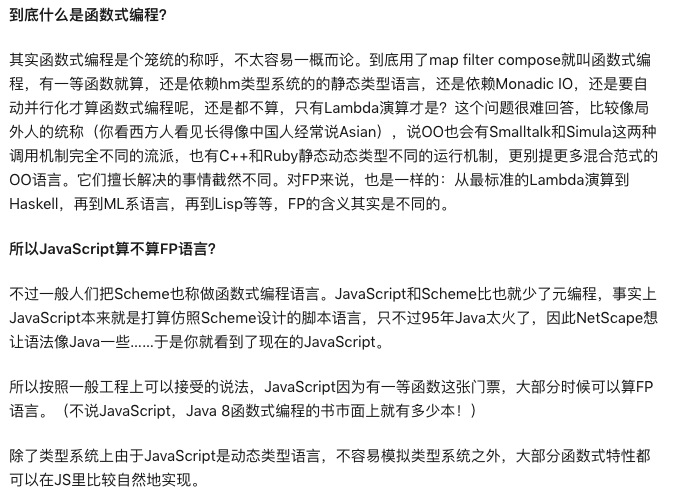 到底什么是函数式编程？
其实函数式编程是个笼统的称呼，不太容易一概而论。到底用了map filter compose就叫函数式编
程，有一等函数就算，还是依赖hm类型系统的的静态类型语言，还是依赖Monadic IO，还是要自
动并行化才算函数式编程呢，还是都不算，只有Lambda演算才是？这个问题很难回答，比较像局
外人的统称（你看西方人看见长得像中国人经常说Asian），说OO也会有Smalltalk和Simula这两种
调用机制完全不同的流派，也有C++和Ruby静态动态类型不同的运行机制，更别提更多混合范式的
OO语言。它们擅长解决的事情截然不同。对FP来说，也是一样的：从最标准的Lambda演算到
Haskell，再到ML系语言，再到Lisp等等，FP的含义其实是不同的。
所以JavaScript算不算FP语言？
不过一般人们把Scheme也称做函数式编程语言。JavaScript和Scheme比也就少了元编程，事实上
JavaScript本来就是打算仿照Scheme设计的脚本语言，只不过95年Java太火了，因此NetScape想
让语法像Java一些……于是你就看到了现在的JavaScript。
所以按照一般工程上可以接受的说法，JavaScript因为有一等函数这张门票，大部分时候可以算FP
语言。（不说JavaScript，Java 8函数式编程的书市面上就有多少本！）
除了类型系统上由于JavaScript是动态类型语言，不容易模拟类型系统之外，大部分函数式特性都
可以在JS里比较自然地实现。